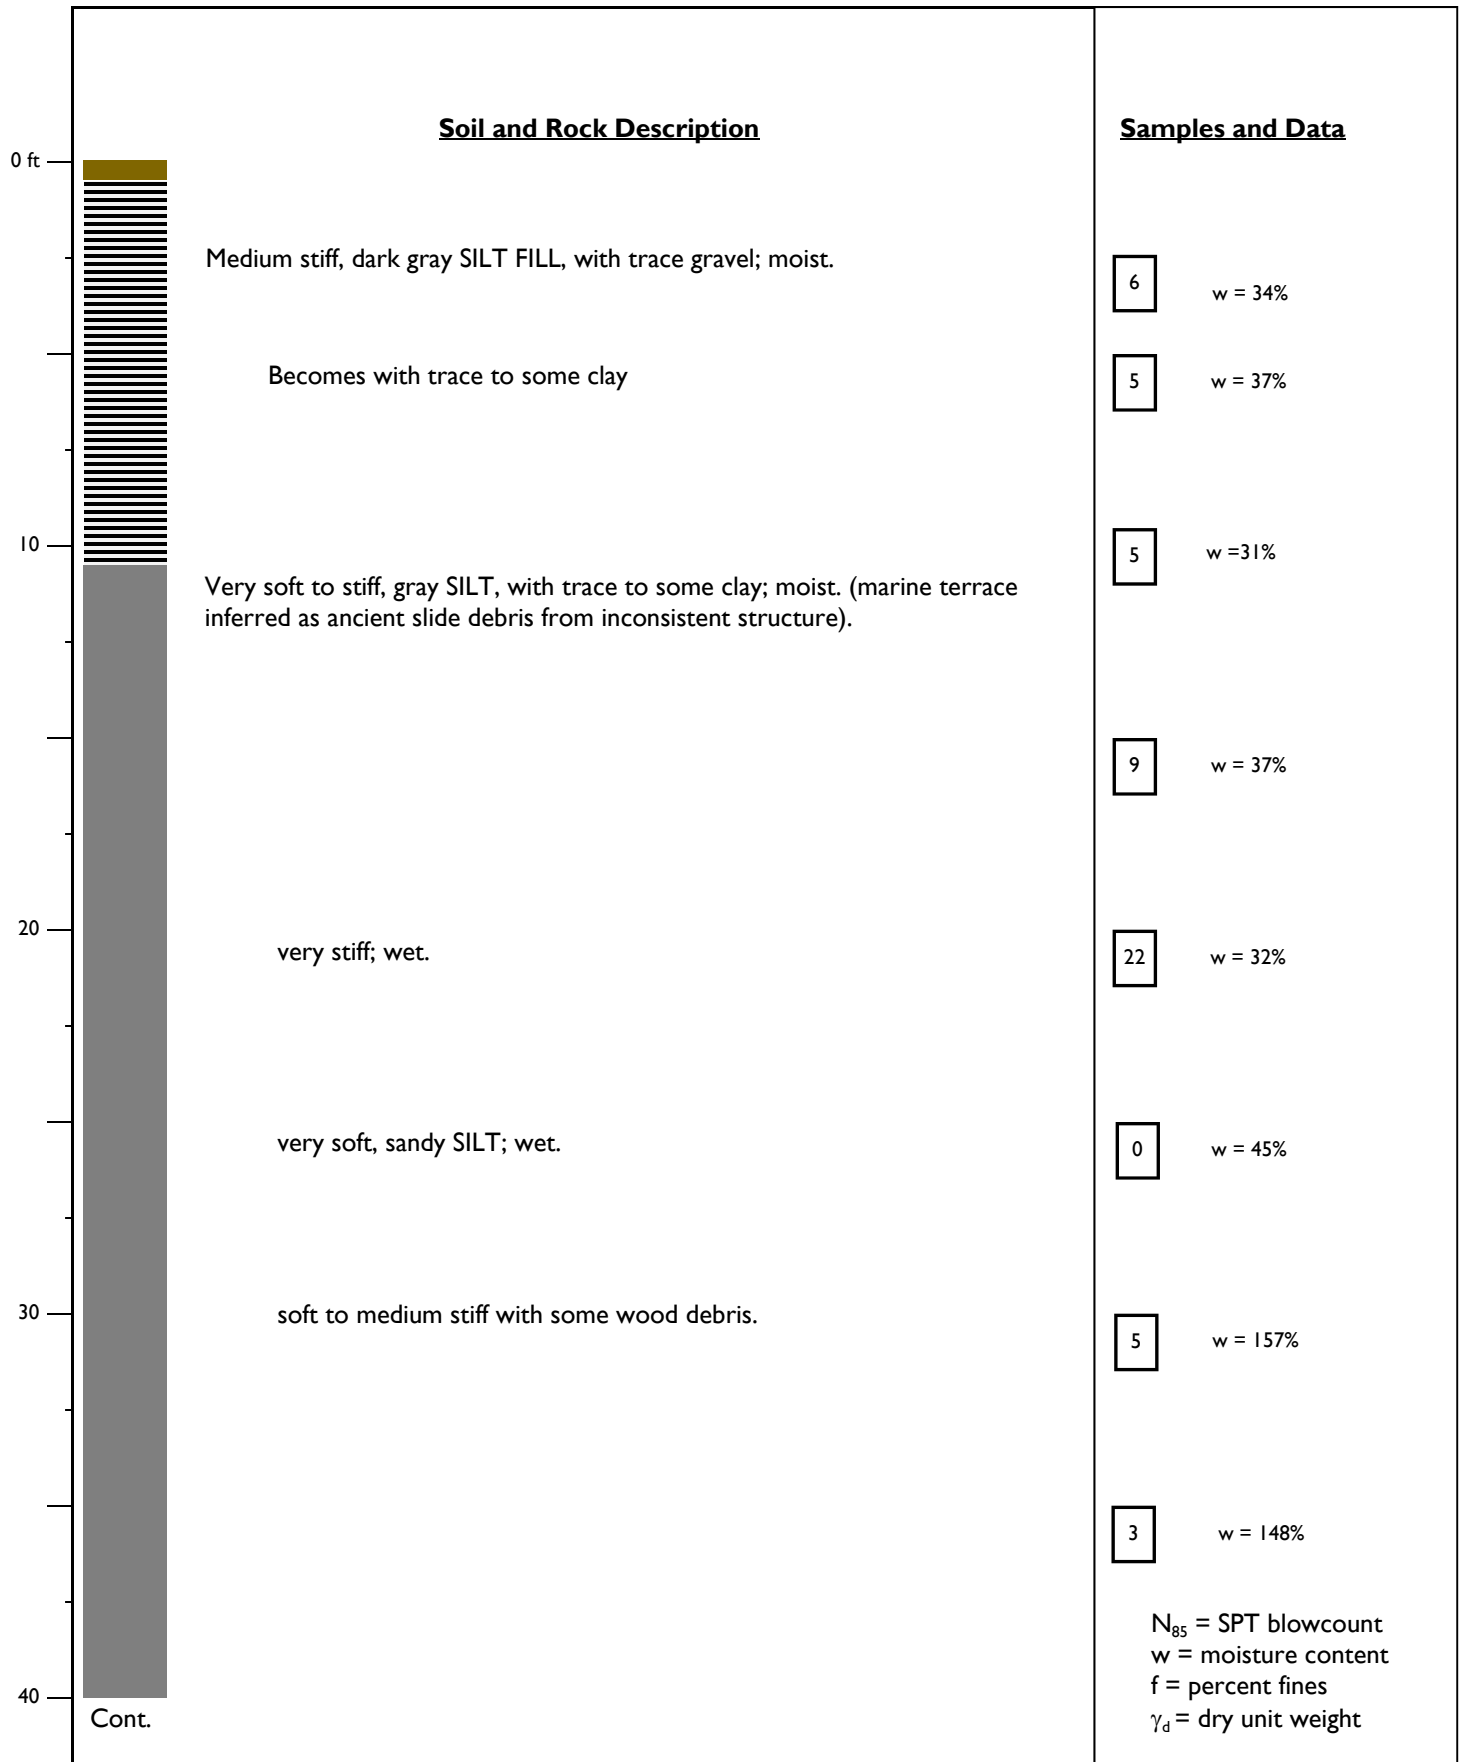 Soil and Rock Description
Samples and Data
0 ft
Medium stiff, dark gray SILT FILL, with trace gravel; moist.
6
w = 34%
Becomes with trace to some clay
5
w = 37%
10
5
w =31%
Very soft to stiff, gray SILT, with trace to some clay; moist. (marine terrace
inferred as ancient slide debris from inconsistent structure).
9
w = 37%
20
very stiff; wet.
22
w = 32%
very soft, sandy SILT; wet.
0
w = 45%
30
soft to medium stiff with some wood debris.
5
w = 157%
3
w = 148%
N₈₅ = SPT blowcount
w = moisture content
f = percent fines
γd = dry unit weight
40
Cont.